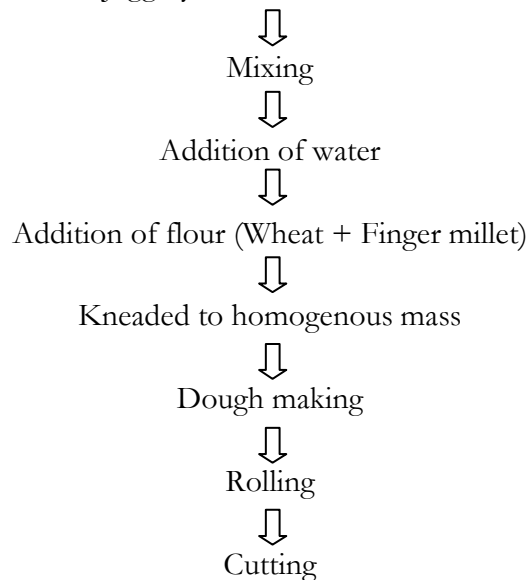 Mixing
Addition of water
Addition of flour (Wheat + Finger millet)
Kneaded to homogenous mass
Dough making
Rolling
Cutting